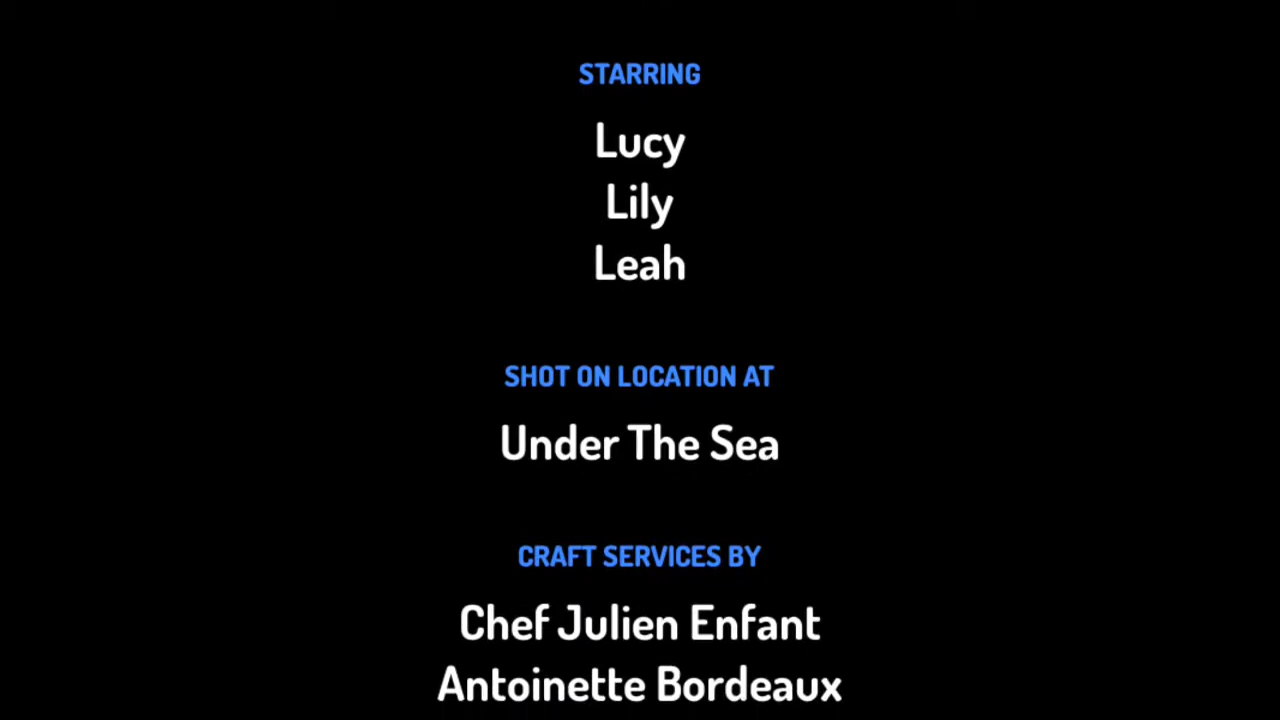 STARRING
Lucy
Lily
Leah
SHOT ON LOCATION AT
Under The Sea
CRAFT SERVICES BY
Chef Julien Enfant
Antoinette Bordeaux